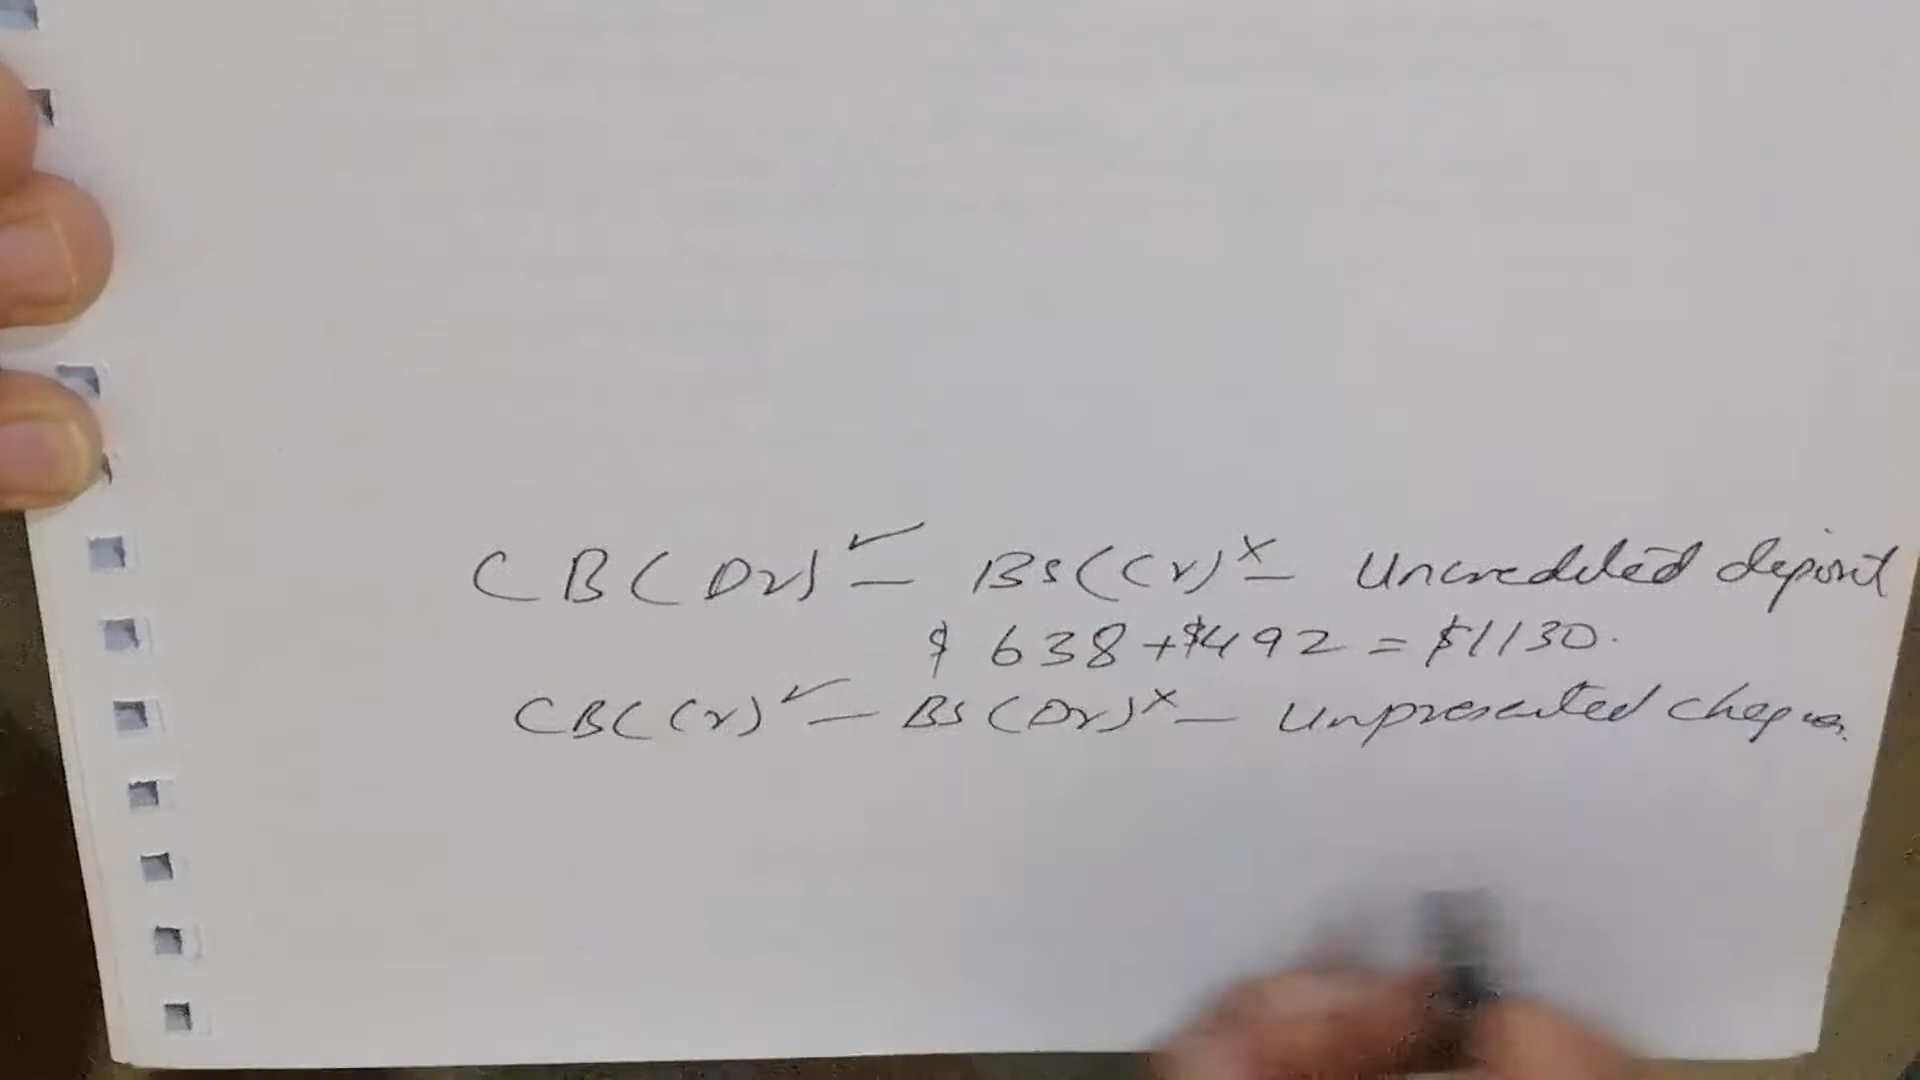 CB(Dr)✓ – BS(Cr)× – Uncredited deposit
$ 638 + $492 = $1130.
CB(Cr)✓ – BS(Dr)× – Unpresented cheques.